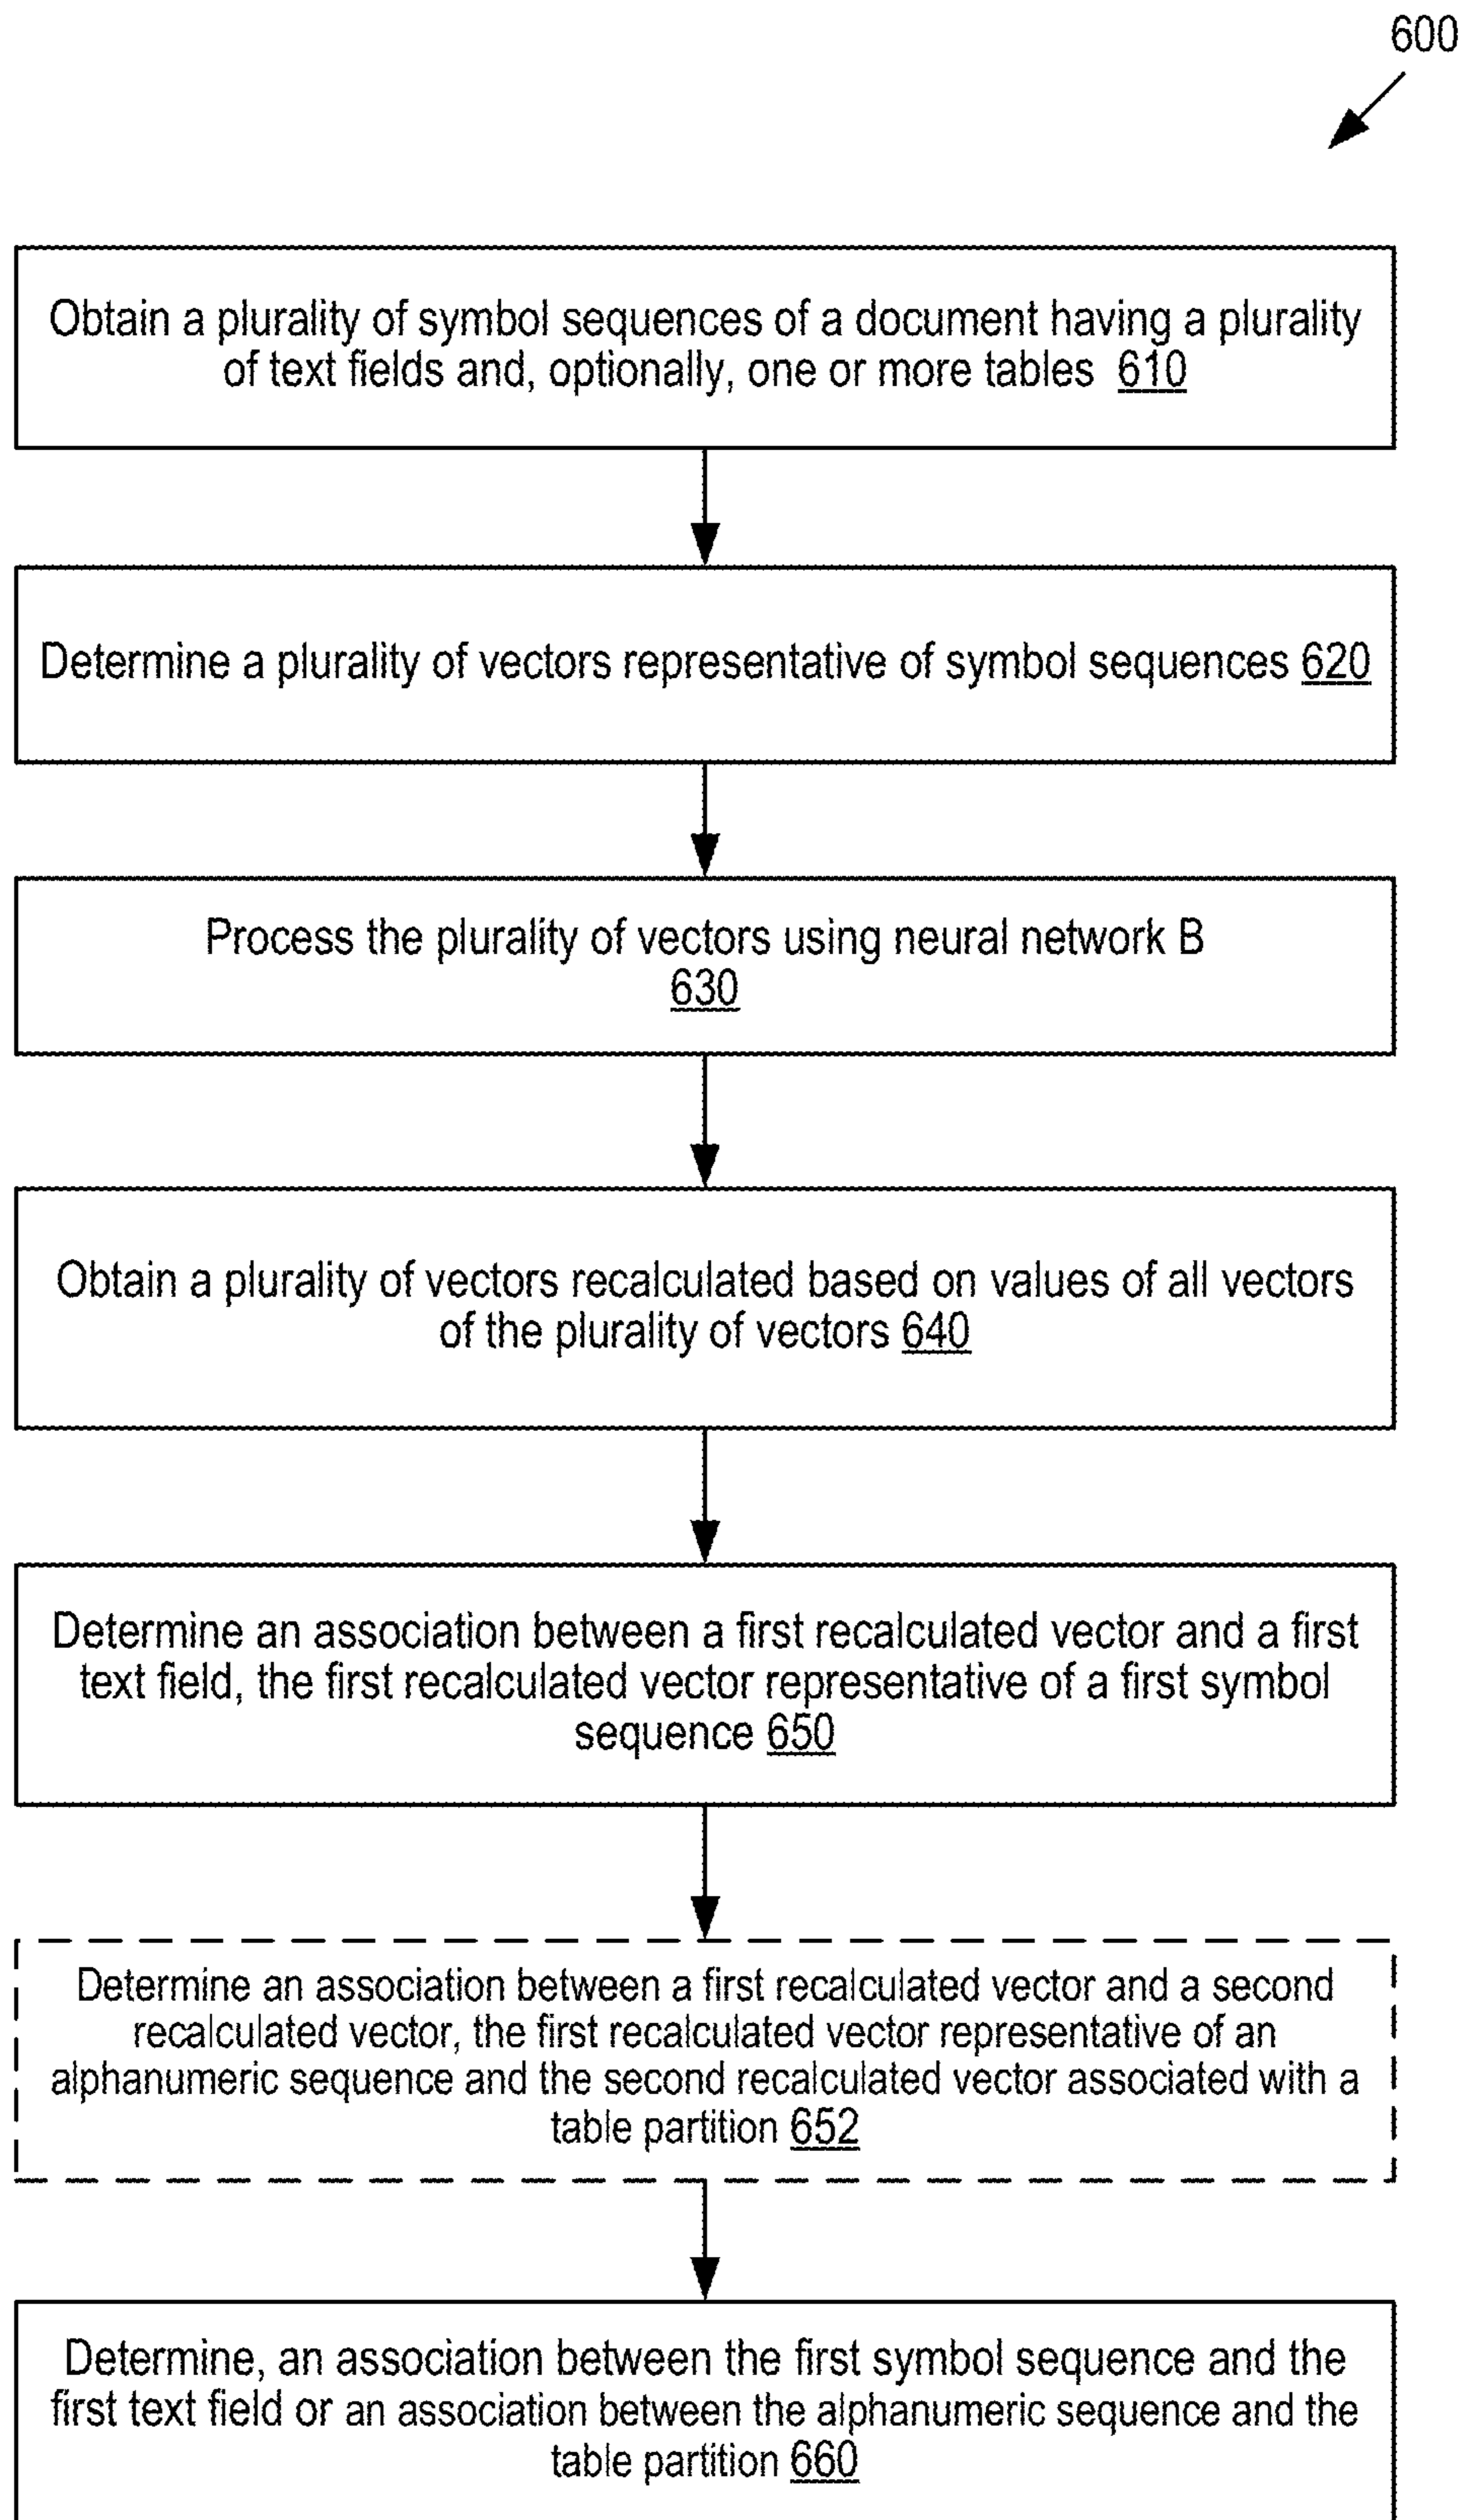 600
Obtain a plurality of symbol sequences of a document having a plurality
of text fields and, optionally, one or more tables 610
Determine a plurality of vectors representative of symbol sequences 620
Process the plurality of vectors using neural network B
630
Obtain a plurality of vectors recalculated based on values of all vectors
of the plurality of vectors 640
Determine an association between a first recalculated vector and a first
text field, the first recalculated vector representative of a first symbol
sequence 650
Determine an association between a first recalculated vector and a second
recalculated vector, the first recalculated vector representative of an
alphanumeric sequence and the second recalculated vector associated with a
table partition 652
Determine, an association between the first symbol sequence and the
first text field or an association between the alphanumeric sequence and the
table partition 660